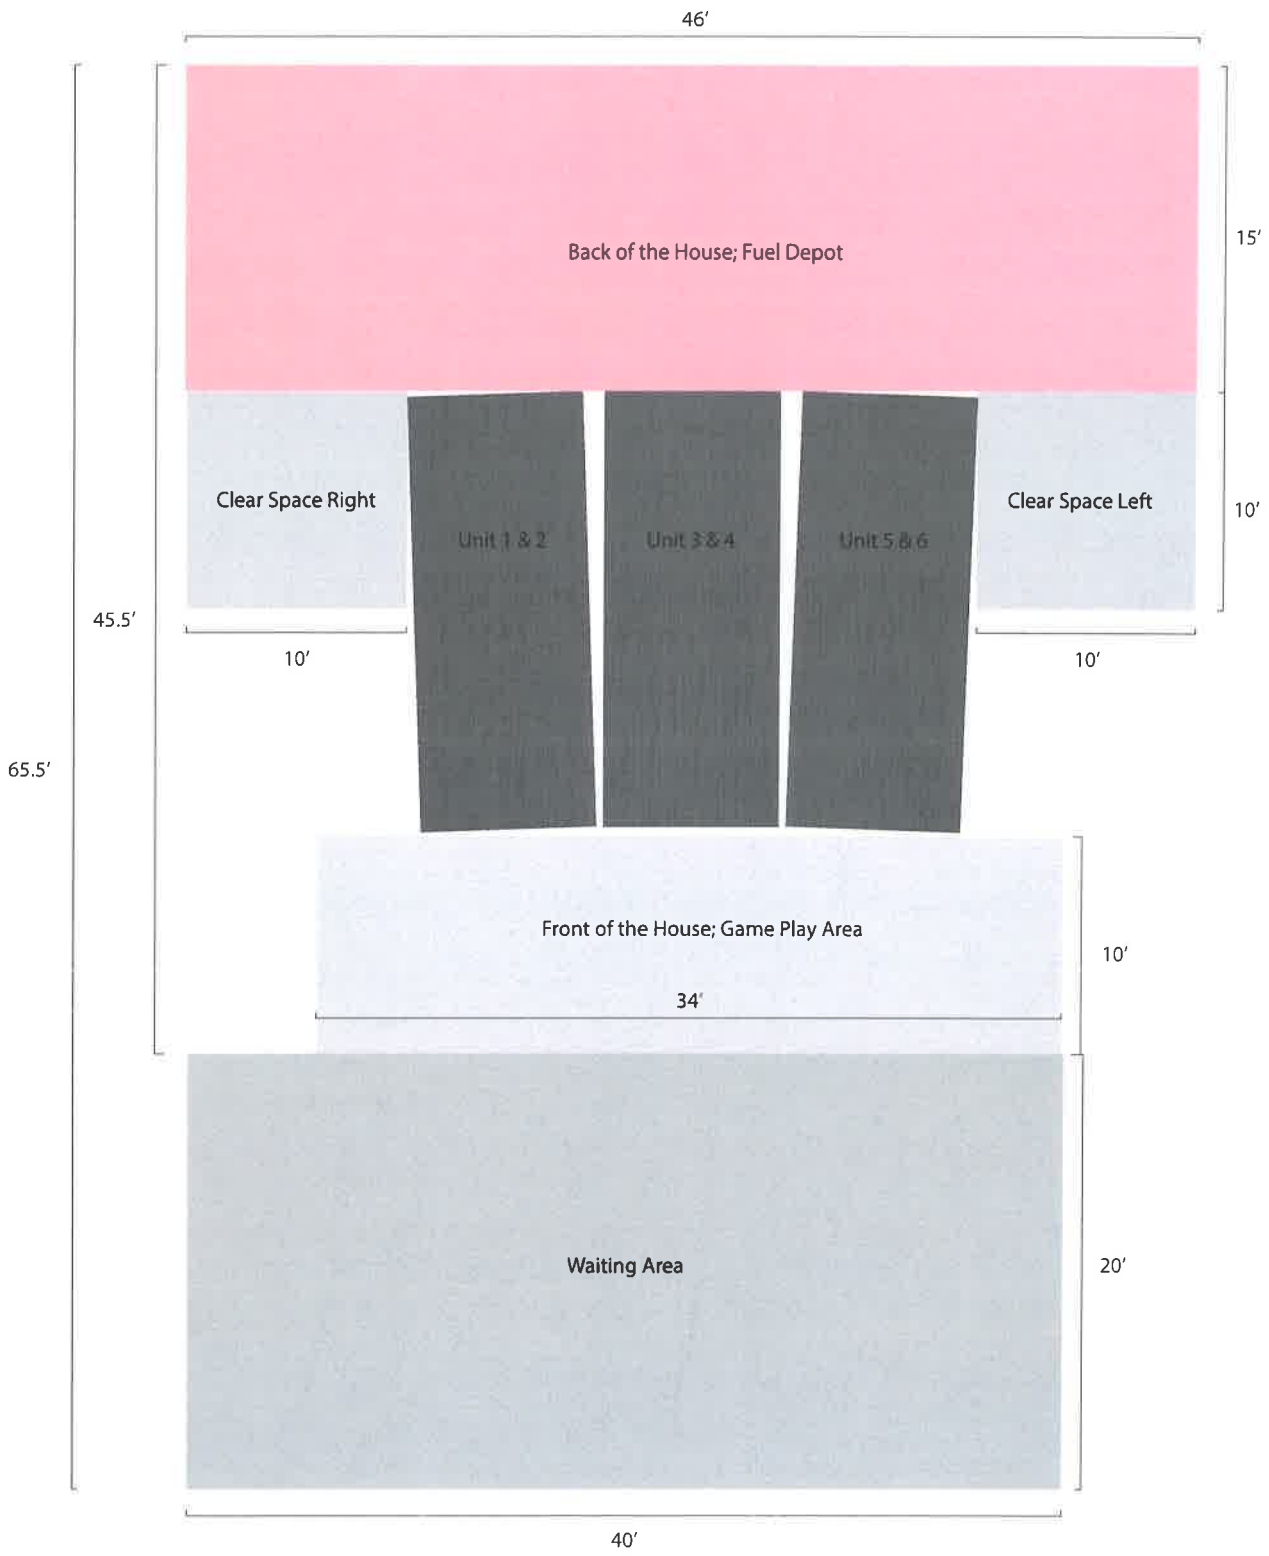 46'
Back of the House; Fuel Depot
15'
Clear Space Right
Clear Space Left
10'
Unit 1 & 2
Unit 3 & 4
Unit 5 & 6
45.5'
10'
10'
65.5'
Front of the House; Game Play Area
10'
34'
Waiting Area
20'
40'